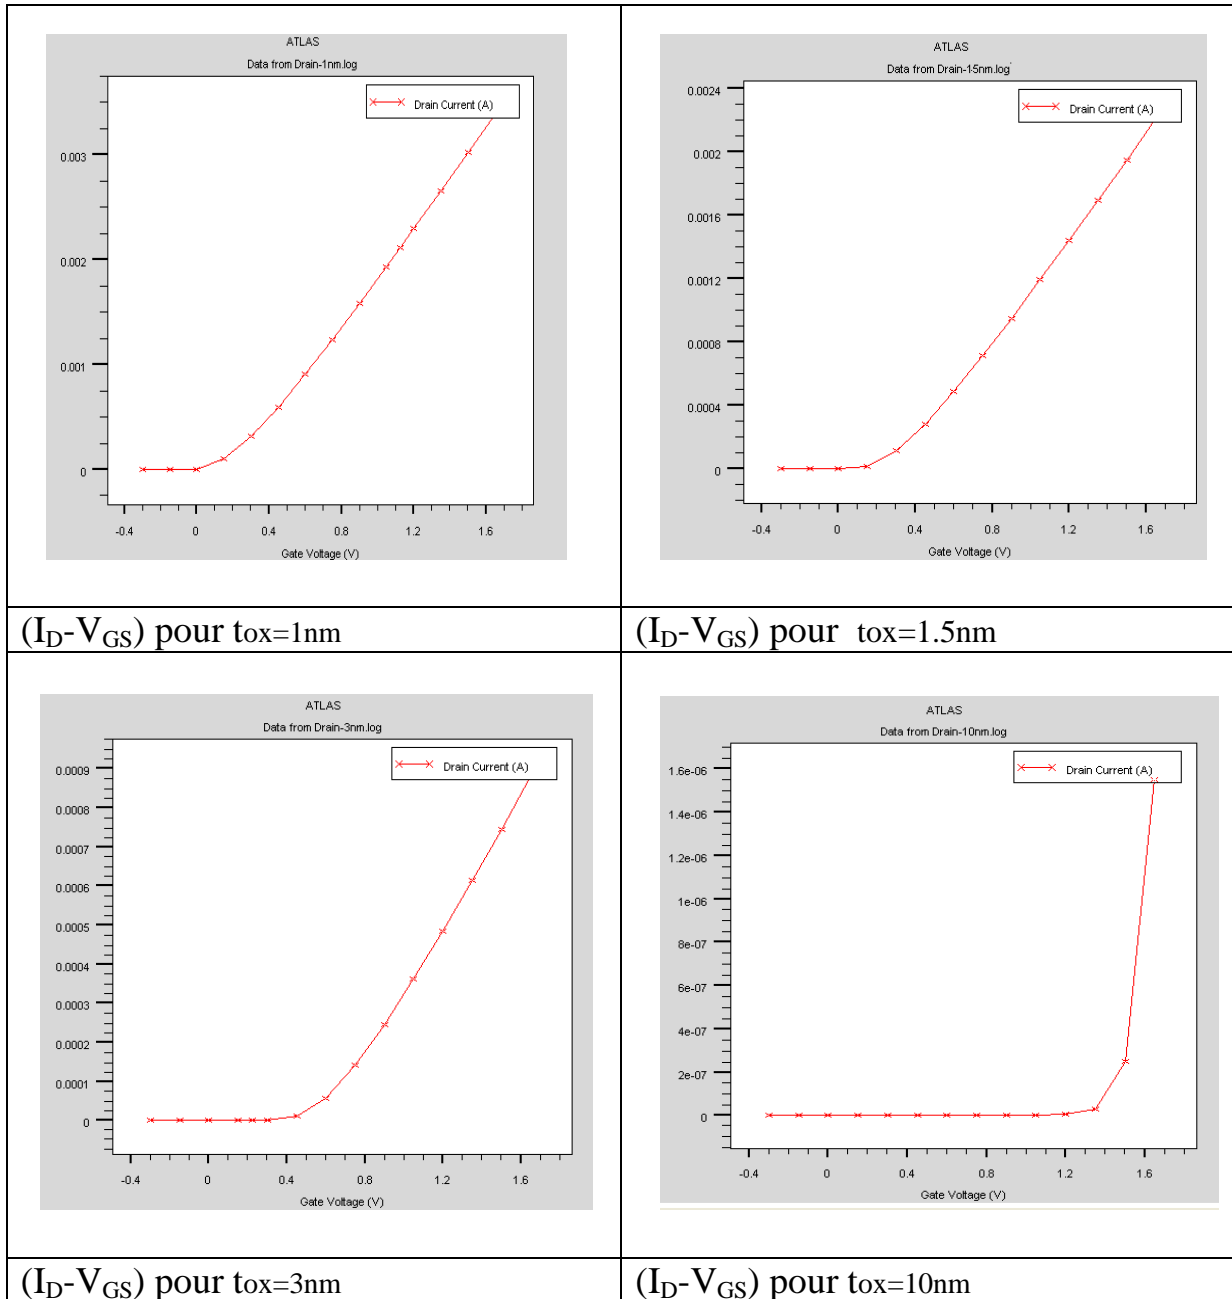 ATLAS
Data from Drain-1nm.log
Drain Current (A)
0.003
0.002
0.001
0
-0.4 0 0.4 0.8 1.2 1.6
Gate Voltage (V)
(ID-VGS) pour tox=1nm
ATLAS
Data from Drain-15nm.log
Drain Current (A)
0.0024
0.002
0.0016
0.0012
0.0008
0.0004
0
-0.4 0 0.4 0.8 1.2 1.6
Gate Voltage (V)
(ID-VGS) pour tox=1.5nm
ATLAS
Data from Drain-3nm.log
Drain Current (A)
0.0009
0.0008
0.0007
0.0006
0.0005
0.0004
0.0003
0.0002
0.0001
0
-0.4 0 0.4 0.8 1.2 1.6
Gate Voltage (V)
(ID-VGS) pour tox=3nm
ATLAS
Data from Drain-10nm.log
Drain Current (A)
1.6e-06
1.4e-06
1.2e-06
1e-06
8e-07
6e-07
4e-07
2e-07
0
-0.4 0 0.4 0.8 1.2 1.6
Gate Voltage (V)
(ID-VGS) pour tox=10nm